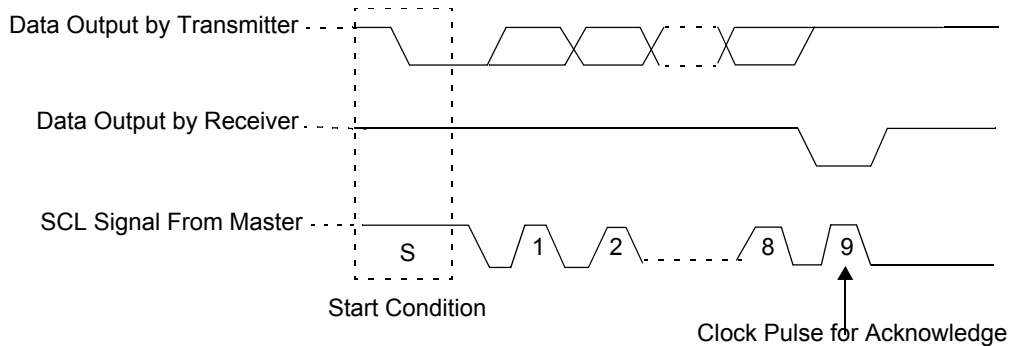 Data Output by Transmitter
Data Output by Receiver
SCL Signal From Master
S
1
2
8
9
Start Condition
Clock Pulse for Acknowledge